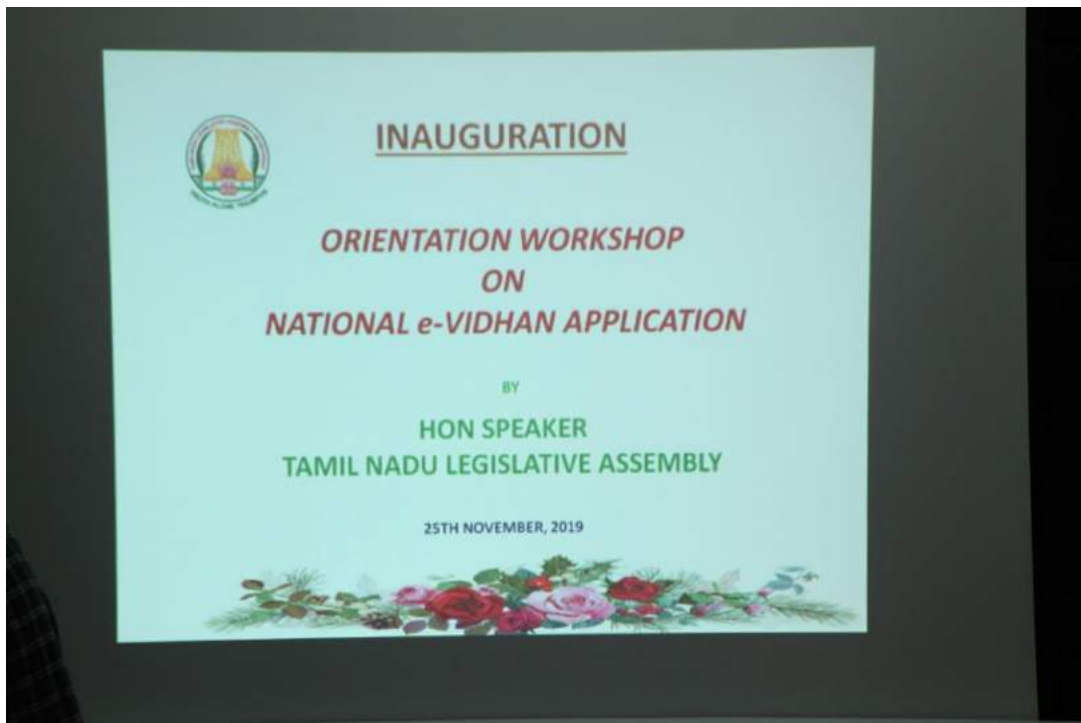 INAUGURATION
ORIENTATION WORKSHOP
ON
NATIONAL e-VIDHAN APPLICATION
BY
HON SPEAKER
TAMIL NADU LEGISLATIVE ASSEMBLY
25TH NOVEMBER, 2019